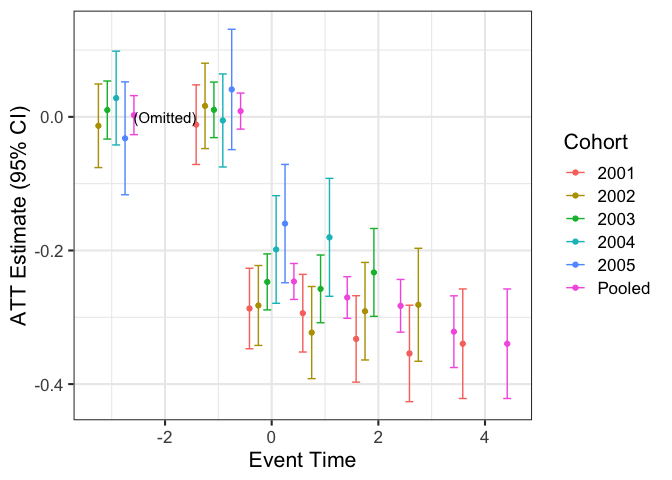 ATT Estimate (95% CI)
0.0
-0.2
-0.4
(Omitted)
-2
0
2
4
Event Time
Cohort
2001
2002
2003
2004
2005
Pooled